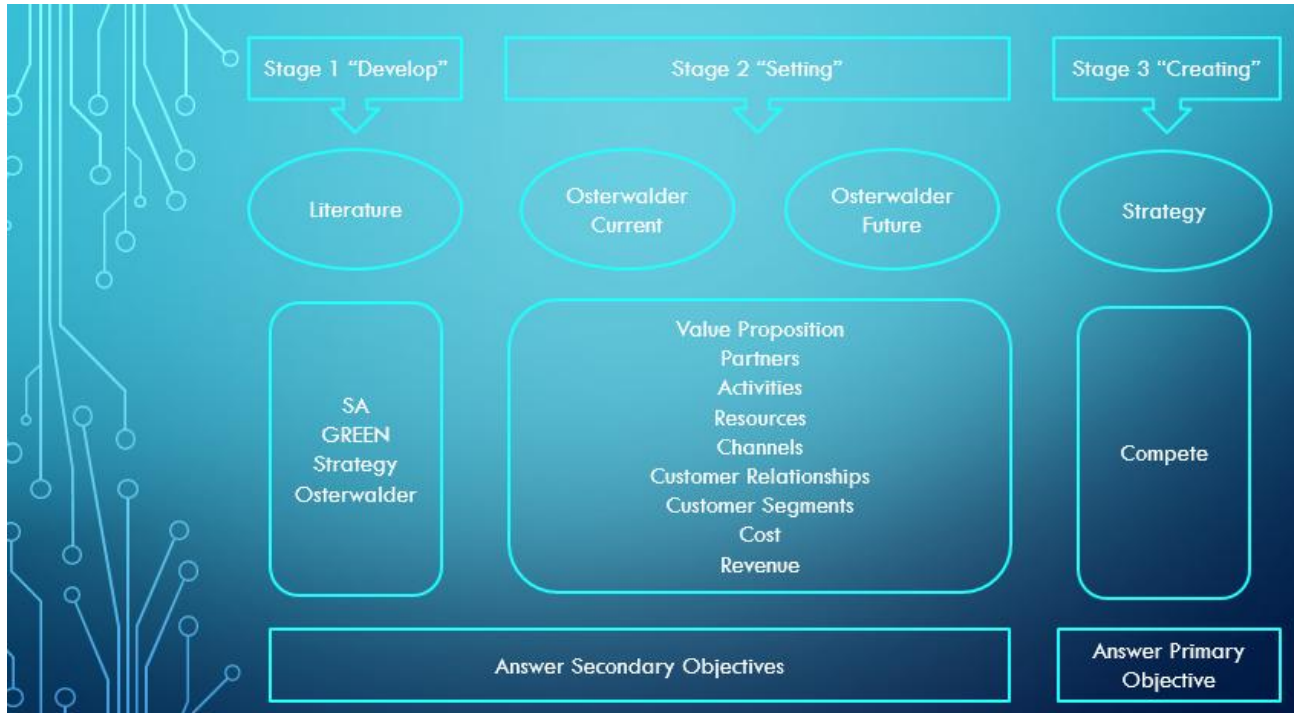 Stage 1 “Develop”
Stage 2 “Setting”
Stage 3 “Creating”
Literature
Osterwalder
Current
Osterwalder
Future
Strategy
SA
GREEN
Strategy
Osterwalder
Value Proposition
Partners
Activities
Resources
Channels
Customer Relationships
Customer Segments
Cost
Revenue
Compete
Answer Secondary Objectives
Answer Primary
Objective